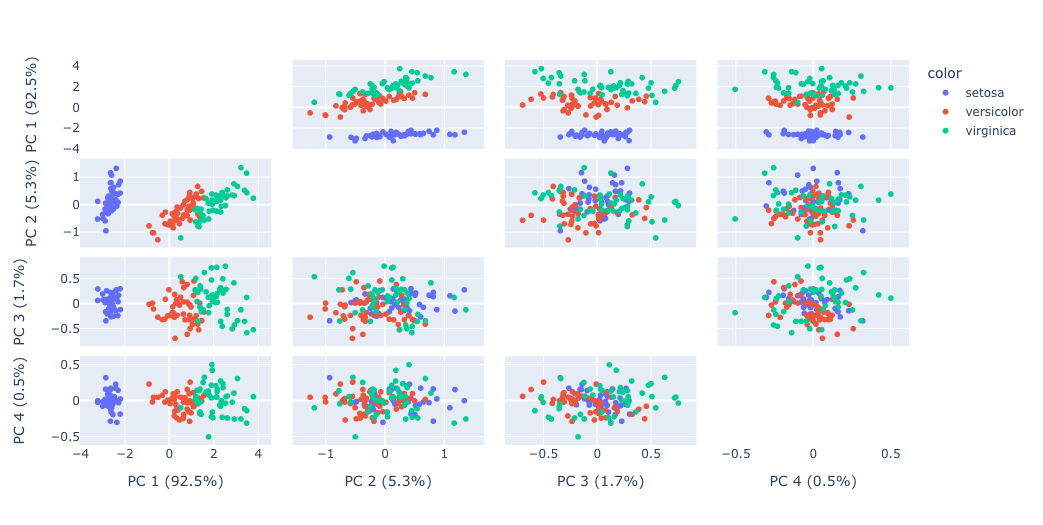 color
setosa
versicolor
virginica
PC 1 (92.5%)
4
2
0
−2
−4
PC 2 (5.3%)
1
0
−1
PC 3 (1.7%)
0.5
0
−0.5
PC 4 (0.5%)
0.5
0
−0.5
−4 −2 0 2 4
−1 0 1
−0.5 0 0.5
−0.5 0 0.5
PC 1 (92.5%)
PC 2 (5.3%)
PC 3 (1.7%)
PC 4 (0.5%)